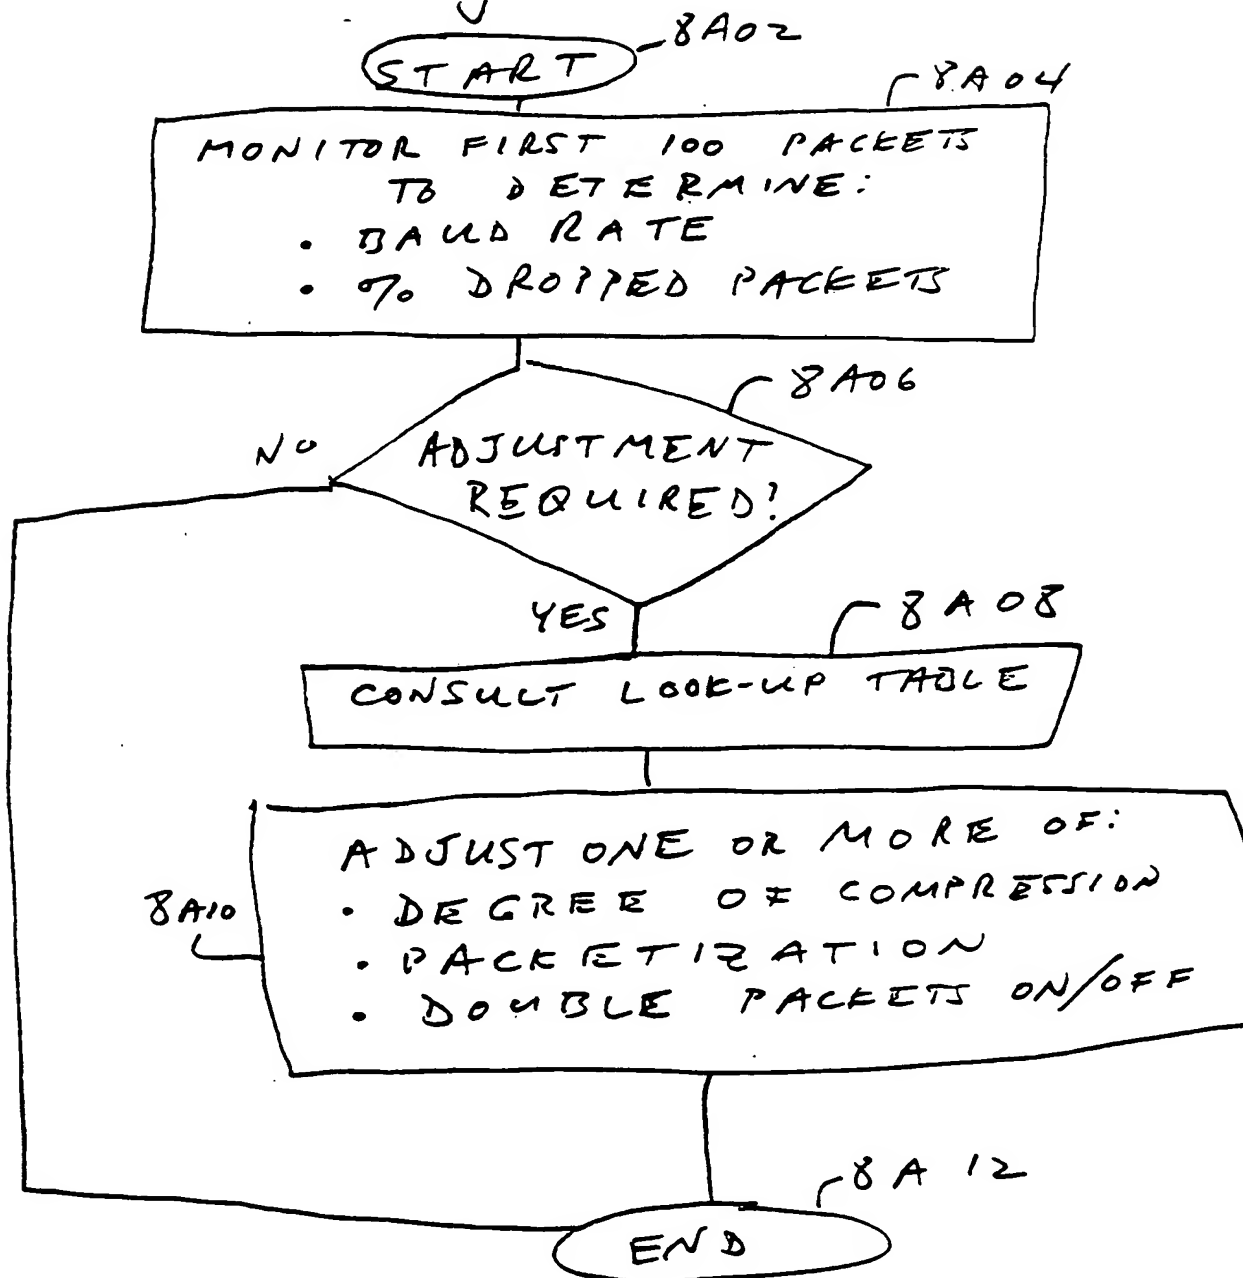 8A02
START
8A04
MONITOR FIRST 100 PACKETS
TO DETERMINE:
• BAUD RATE
• % DROPPED PACKETS
8A06
NO
ADJUSTMENT
REQUIRED?
YES
8A08
CONSULT LOOK-UP TABLE
ADJUST ONE OR MORE OF:
• DEGREE OF COMPRESSION
8A10
• PACKETIZATION
• DOUBLE PACKETS ON/OFF
8A12
END